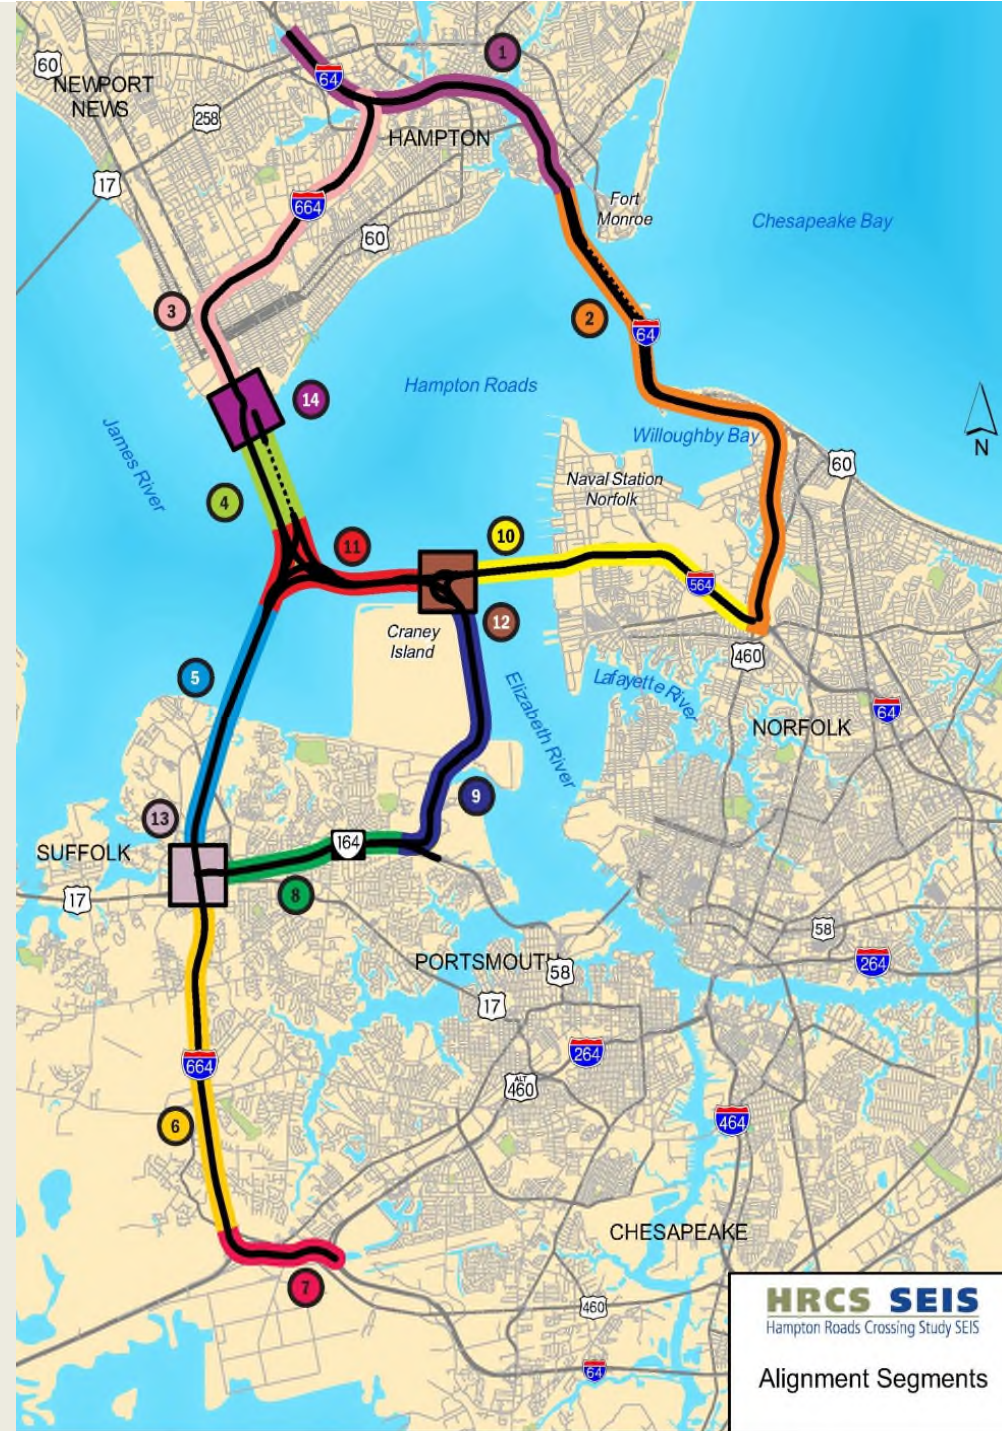 1
60
64
NEWPORT
NEWS
258
HAMPTON
17
Fort
Monroe
664
Chesapeake Bay
60
3
2
64
Hampton Roads
14
James River
Willoughby Bay
60
N
Naval Station
Norfolk
4
10
11
564
12
Craney
Island
460
5
Elizabeth River
Lafayette River
64
NORFOLK
9
13
164
SUFFOLK
17
8
58
PORTSMOUTH
58
264
17
264
664
ALT
460
464
6
CHESAPEAKE
7
460
64
HRCS SEIS
Hampton Roads Crossing Study SEIS
Alignment Segments